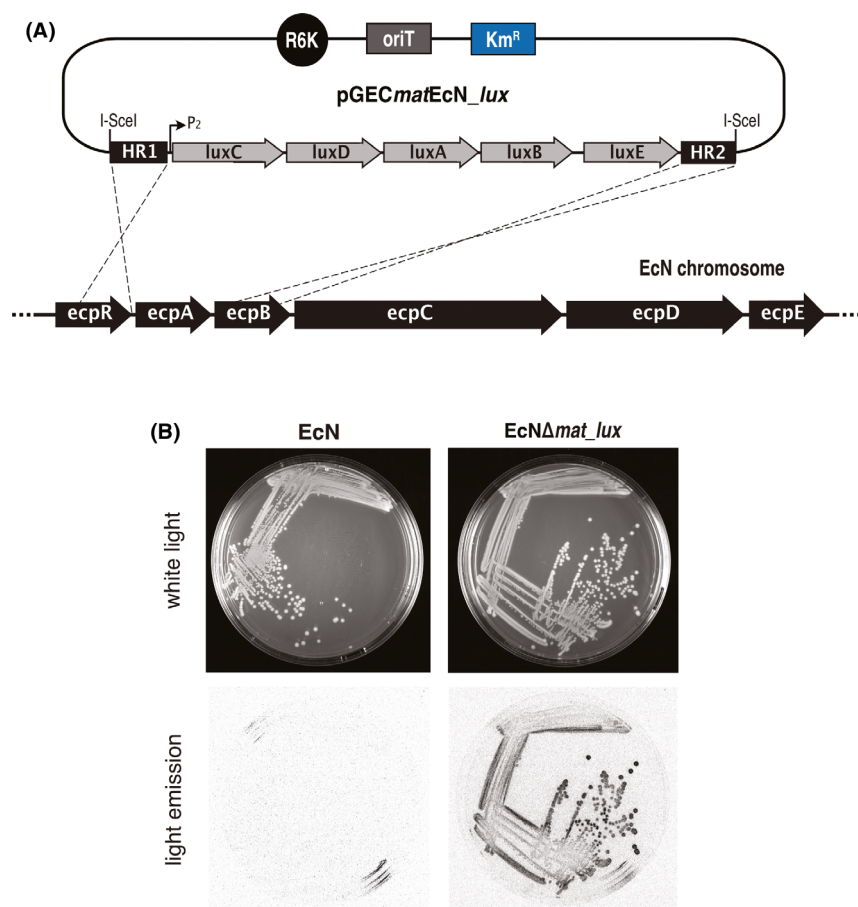 (A)
R6K oriT Km^R
pGECmatEcN_lux
I-SceI P₂ I-SceI
HR1 luxC luxD luxA luxB luxE HR2
EcN chromosome
ecpR ecpA ecpB ecpC ecpD ecpE
(B)
EcN EcNΔmat_lux
white light
light emission